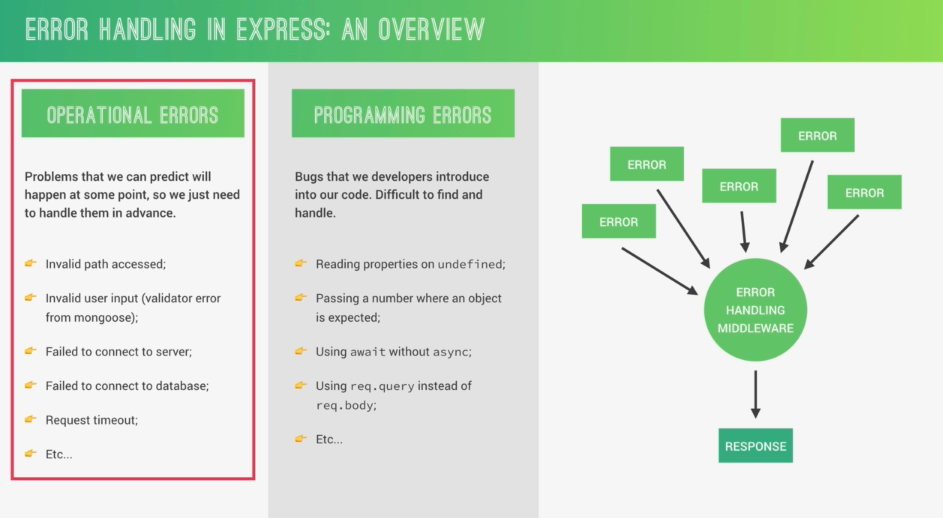 ERROR HANDLING IN EXPRESS: AN OVERVIEW
OPERATIONAL ERRORS
Problems that we can predict will
happen at some point, so we just need
to handle them in advance.
Invalid path accessed;
Invalid user input (validator error
from mongoose);
Failed to connect to server;
Failed to connect to database;
Request timeout;
Etc...
PROGRAMMING ERRORS
Bugs that we developers introduce
into our code. Difficult to find and
handle.
Reading properties on undefined;
Passing a number where an object
is expected;
Using await without async;
Using req.query instead of
req.body;
Etc...
ERROR
ERROR
ERROR
ERROR
ERROR
ERROR
HANDLING
MIDDLEWARE
RESPONSE